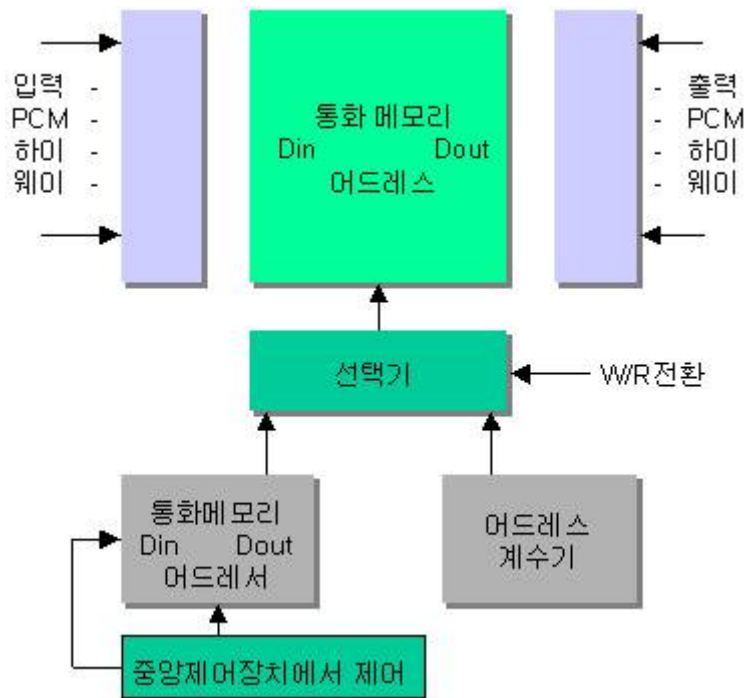 입력 -
PCM -
하이 -
웨이 -
통화 메모리
Din Dout
어드레스
- 출력
- PCM
- 하이
- 웨이
선택기
W/R전환
통화메모리
Din Dout
어드레서
어드레스
계수기
중앙제어장치에서 제어